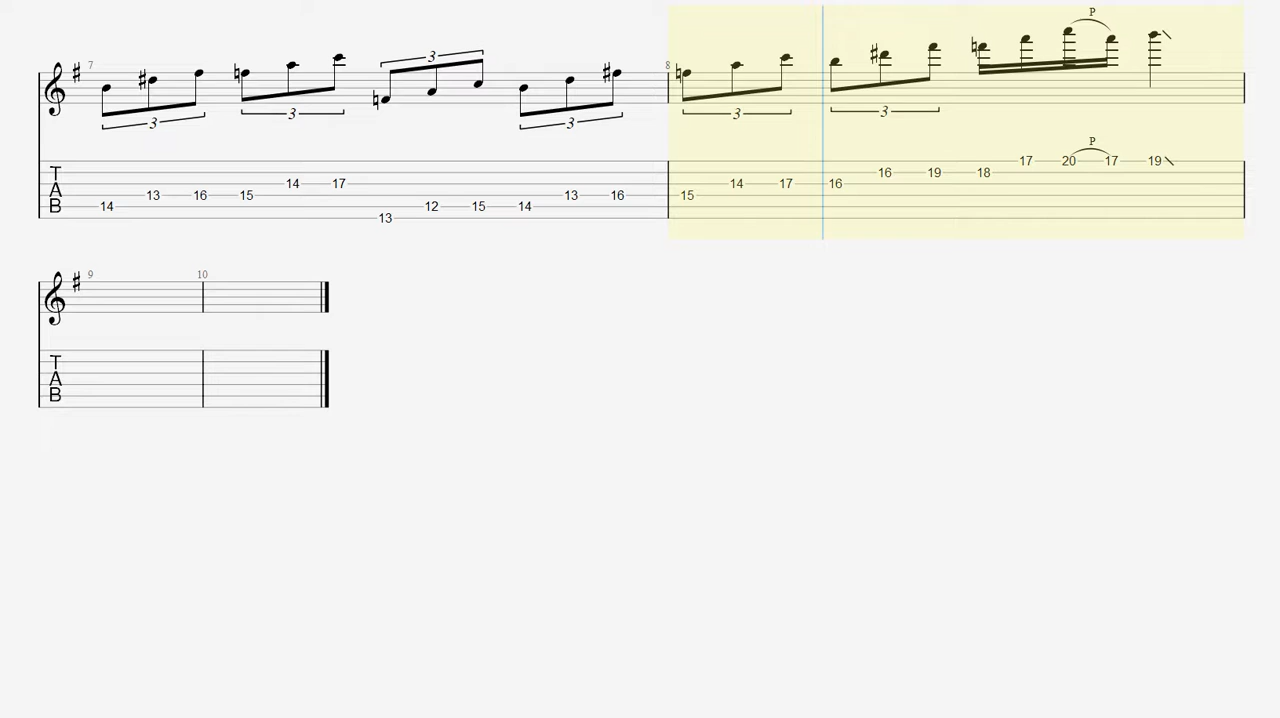 P
3
7 8
3 3 3
3 3
P
T 17 20 17 19
16 19 18
A 14 17 14 17 16
13 16 15 13 16 15
B 14 12 15 14
13
9 10
T
A
B